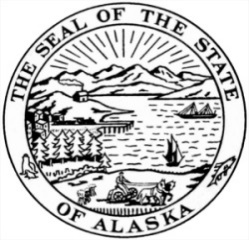 THE SEAL OF THE STATE
OF ALASKA